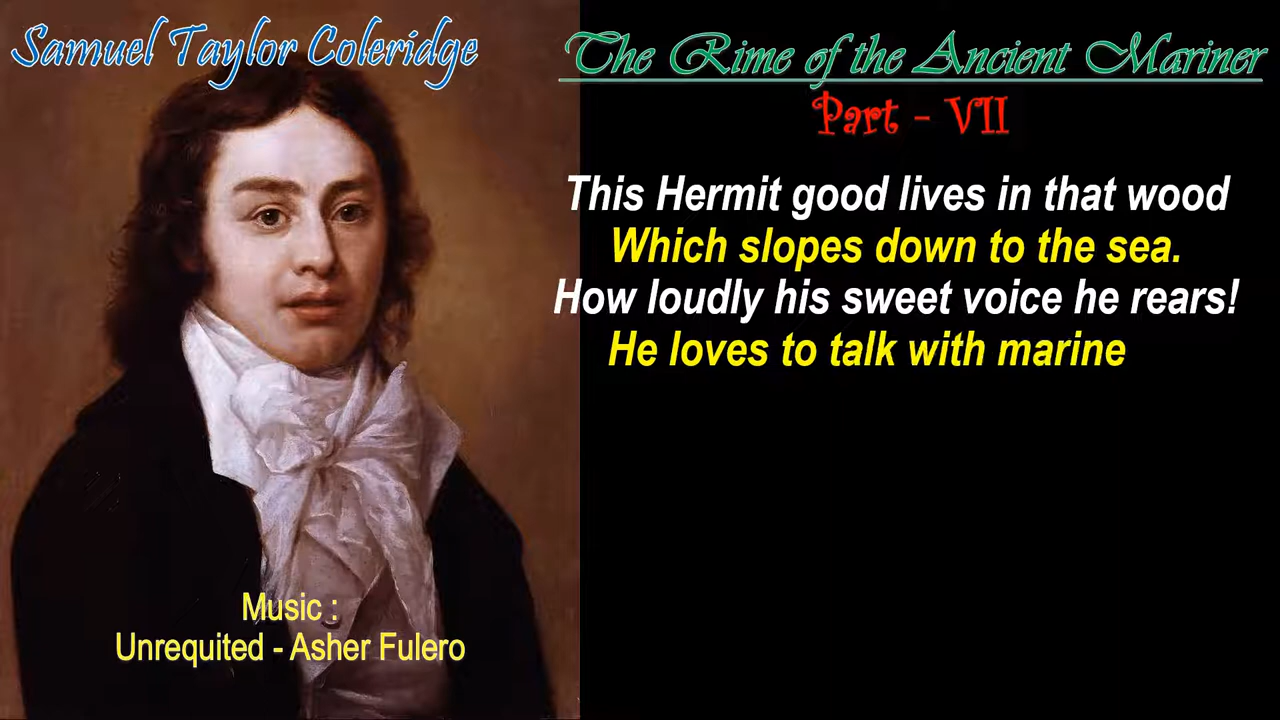 Samuel Taylor Coleridge
The Rime of the Ancient Mariner
Part - VII
This Hermit good lives in that wood
Which slopes down to the sea.
How loudly his sweet voice he rears!
He loves to talk with marine
Music :
Unrequited - Asher Fulero